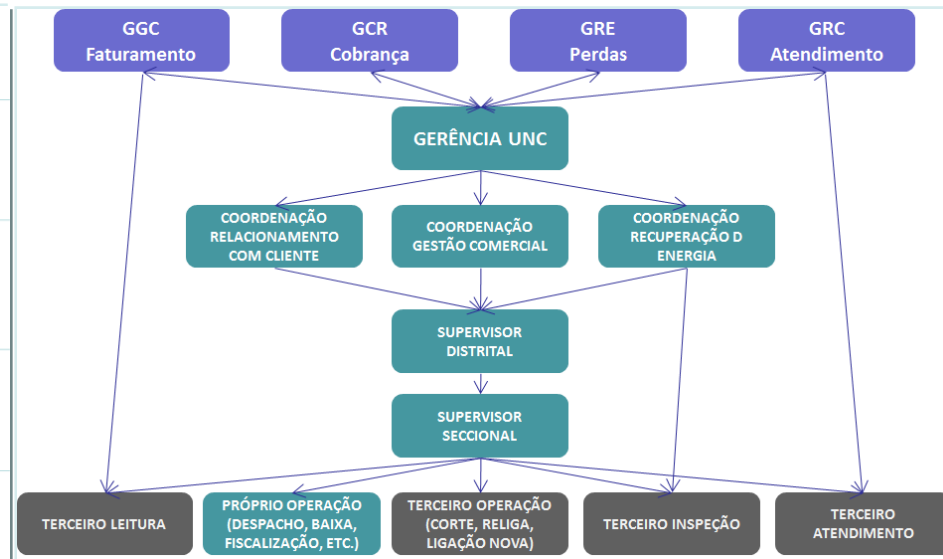 GGC
Faturamento
GCR
Cobrança
GRE
Perdas
GRC
Atendimento
GERÊNCIA UNC
COORDENAÇÃO
RELACIONAMENTO
COM CLIENTE
COORDENAÇÃO
GESTÃO COMERCIAL
COORDENAÇÃO
RECUPERAÇÃO D
ENERGIA
SUPERVISOR
DISTRITAL
SUPERVISOR
SECCIONAL
TERCEIRO LEITURA
PRÓPRIO OPERAÇÃO
(DESPACHO, BAIXA,
FISCALIZAÇÃO, ETC.)
TERCEIRO OPERAÇÃO
(CORTE, RELIGA,
LIGAÇÃO NOVA)
TERCEIRO INSPEÇÃO
TERCEIRO
ATENDIMENTO